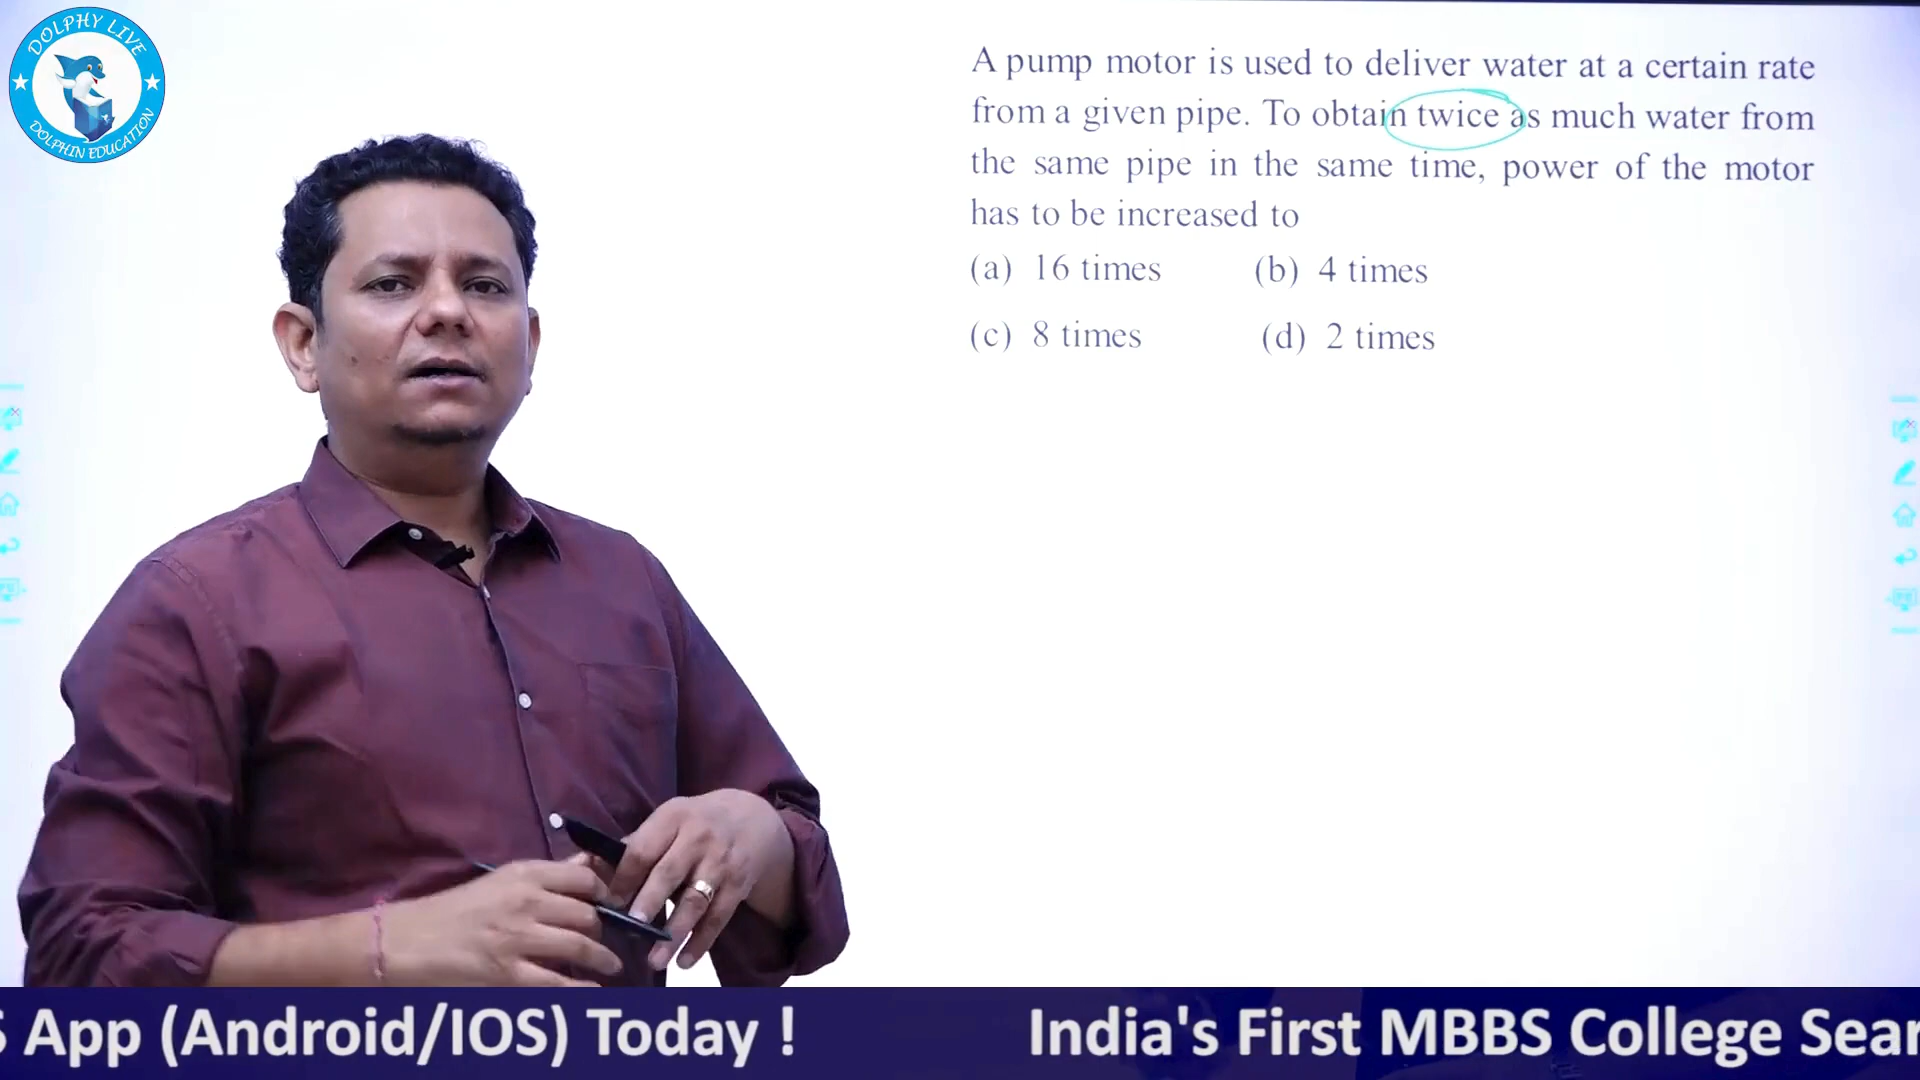 DOLPHY LIVE
DOLPHIN EDUCATION
A pump motor is used to deliver water at a certain rate
from a given pipe. To obtain twice as much water from
the same pipe in the same time, power of the motor
has to be increased to
(a) 16 times (b) 4 times
(c) 8 times (d) 2 times
S App (Android/IOS) Today ! India's First MBBS College Sear